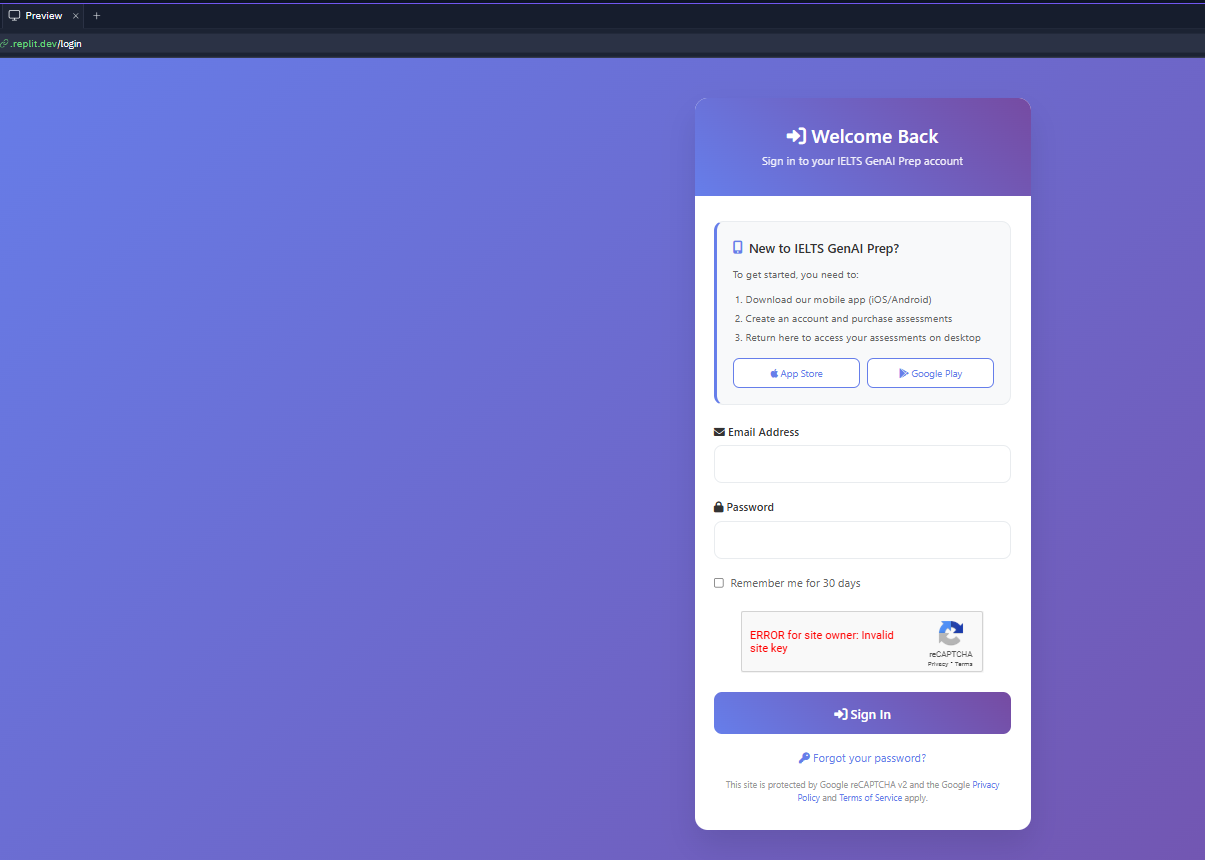 Preview × +
.replit.dev/login
Welcome Back
Sign in to your IELTS GenAI Prep account
New to IELTS GenAI Prep?
To get started, you need to:
1. Download our mobile app (iOS/Android)
2. Create an account and purchase assessments
3. Return here to access your assessments on desktop
App Store
Google Play
Email Address
Password
Remember me for 30 days
ERROR for site owner: Invalid
site key
reCAPTCHA
Privacy • Terms
Sign In
Forgot your password?
This site is protected by Google reCAPTCHA v2 and the Google Privacy
Policy and Terms of Service apply.